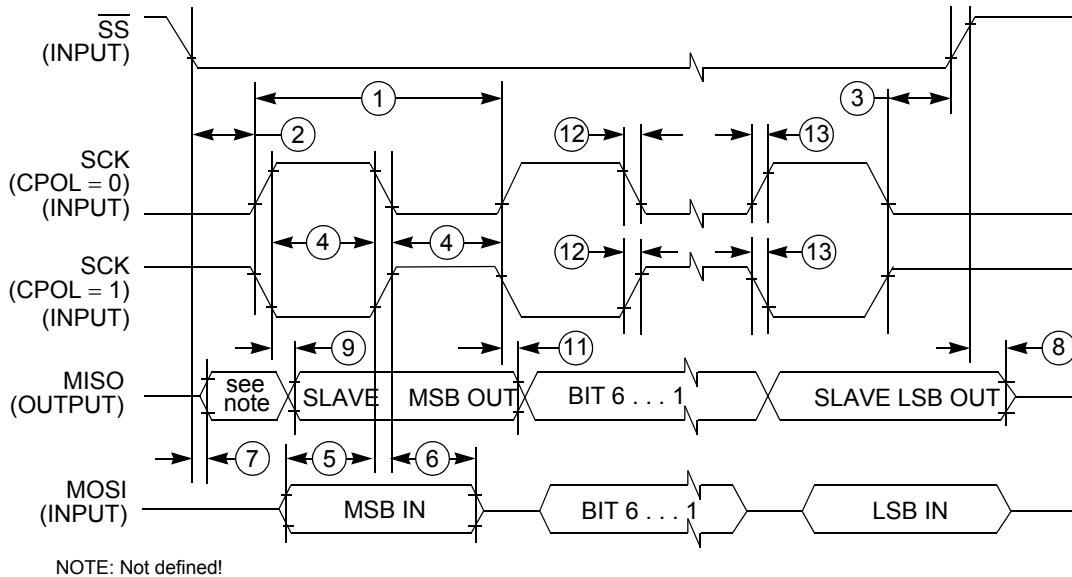 SS
(INPUT)
1
3
2
12
13
SCK
(CPOL = 0)
(INPUT)
4
4
SCK
(CPOL = 1)
(INPUT)
12
13
9
11
8
MISO
(OUTPUT)
see
note
SLAVE
MSB OUT
BIT 6 . . . 1
SLAVE LSB OUT
7
5
6
MOSI
(INPUT)
MSB IN
BIT 6 . . . 1
LSB IN
NOTE: Not defined!